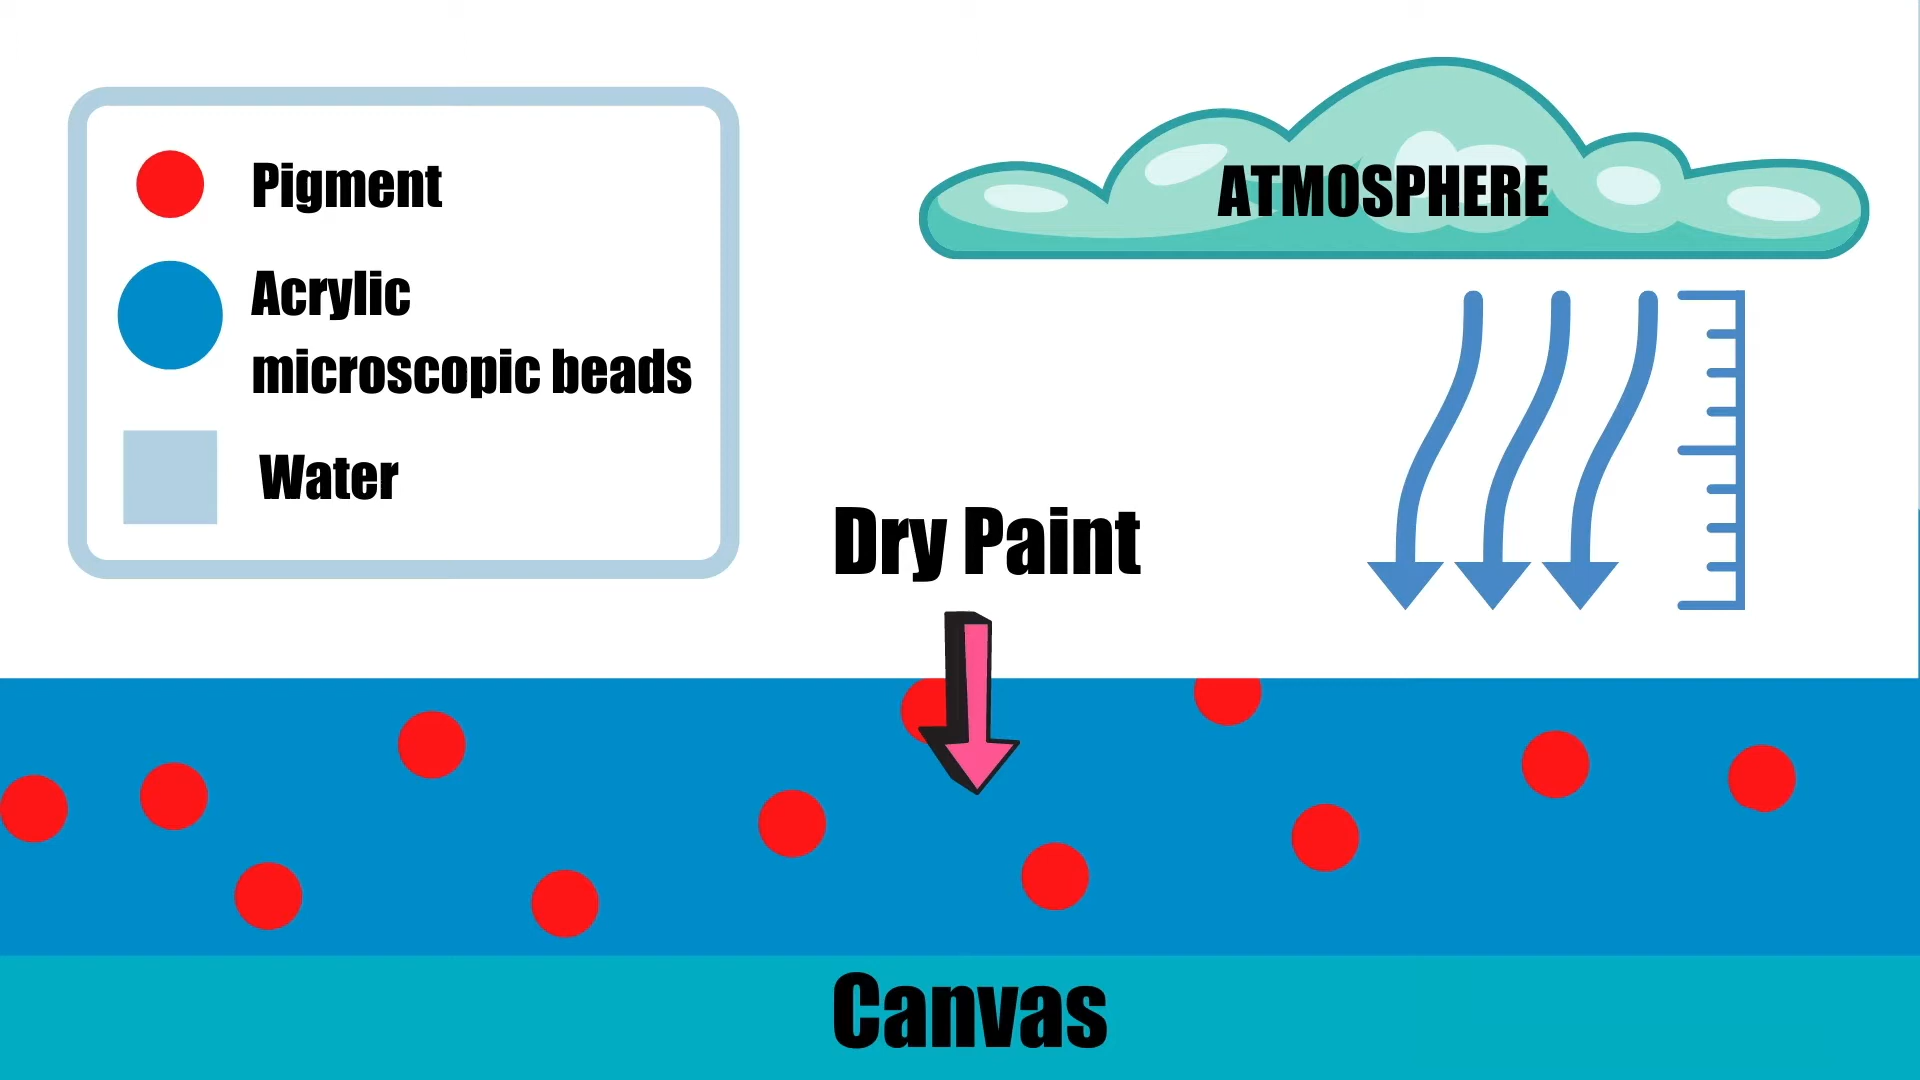 Pigment
Acrylic
microscopic beads
Water
ATMOSPHERE
Dry Paint
Canvas